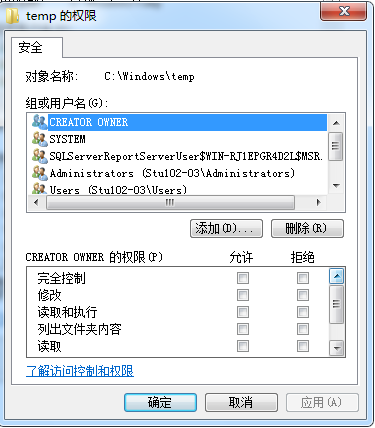 temp 的权限
安全
对象名称: C:\Windows\temp
组或用户名(G):
CREATOR OWNER
SYSTEM
SQLServerReportServerUser$WIN-RJ1EPGR4D2L$MSR.
Administrators (Stu102-03\Administrators)
Users (Stu102-03\Users)
添加(D)... 删除(R)
CREATOR OWNER 的权限(P) 允许 拒绝
完全控制
修改
读取和执行
列出文件夹内容
读取
了解访问控制和权限
确定 取消 应用(A)